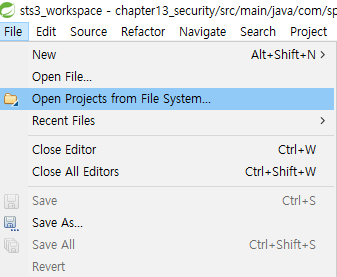 sts3_workspace - chapter13_security/src/main/java/com/sp
File Edit Source Refactor Navigate Search Project
New Alt+Shift+N >
Open File...
Open Projects from File System...
Recent Files >
Close Editor Ctrl+W
Close All Editors Ctrl+Shift+W
Save Ctrl+S
Save As...
Save All Ctrl+Shift+S
Revert